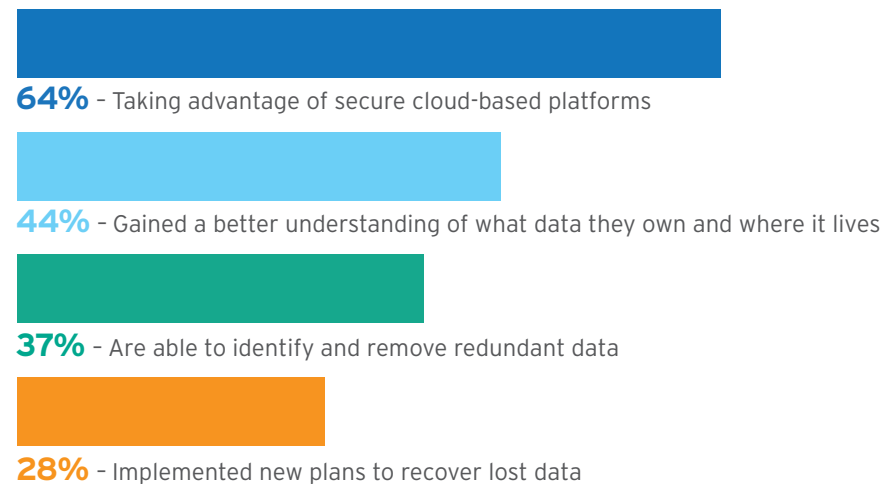 64% – Taking advantage of secure cloud-based platforms
44% – Gained a better understanding of what data they own and where it lives
37% – Are able to identify and remove redundant data
28% – Implemented new plans to recover lost data